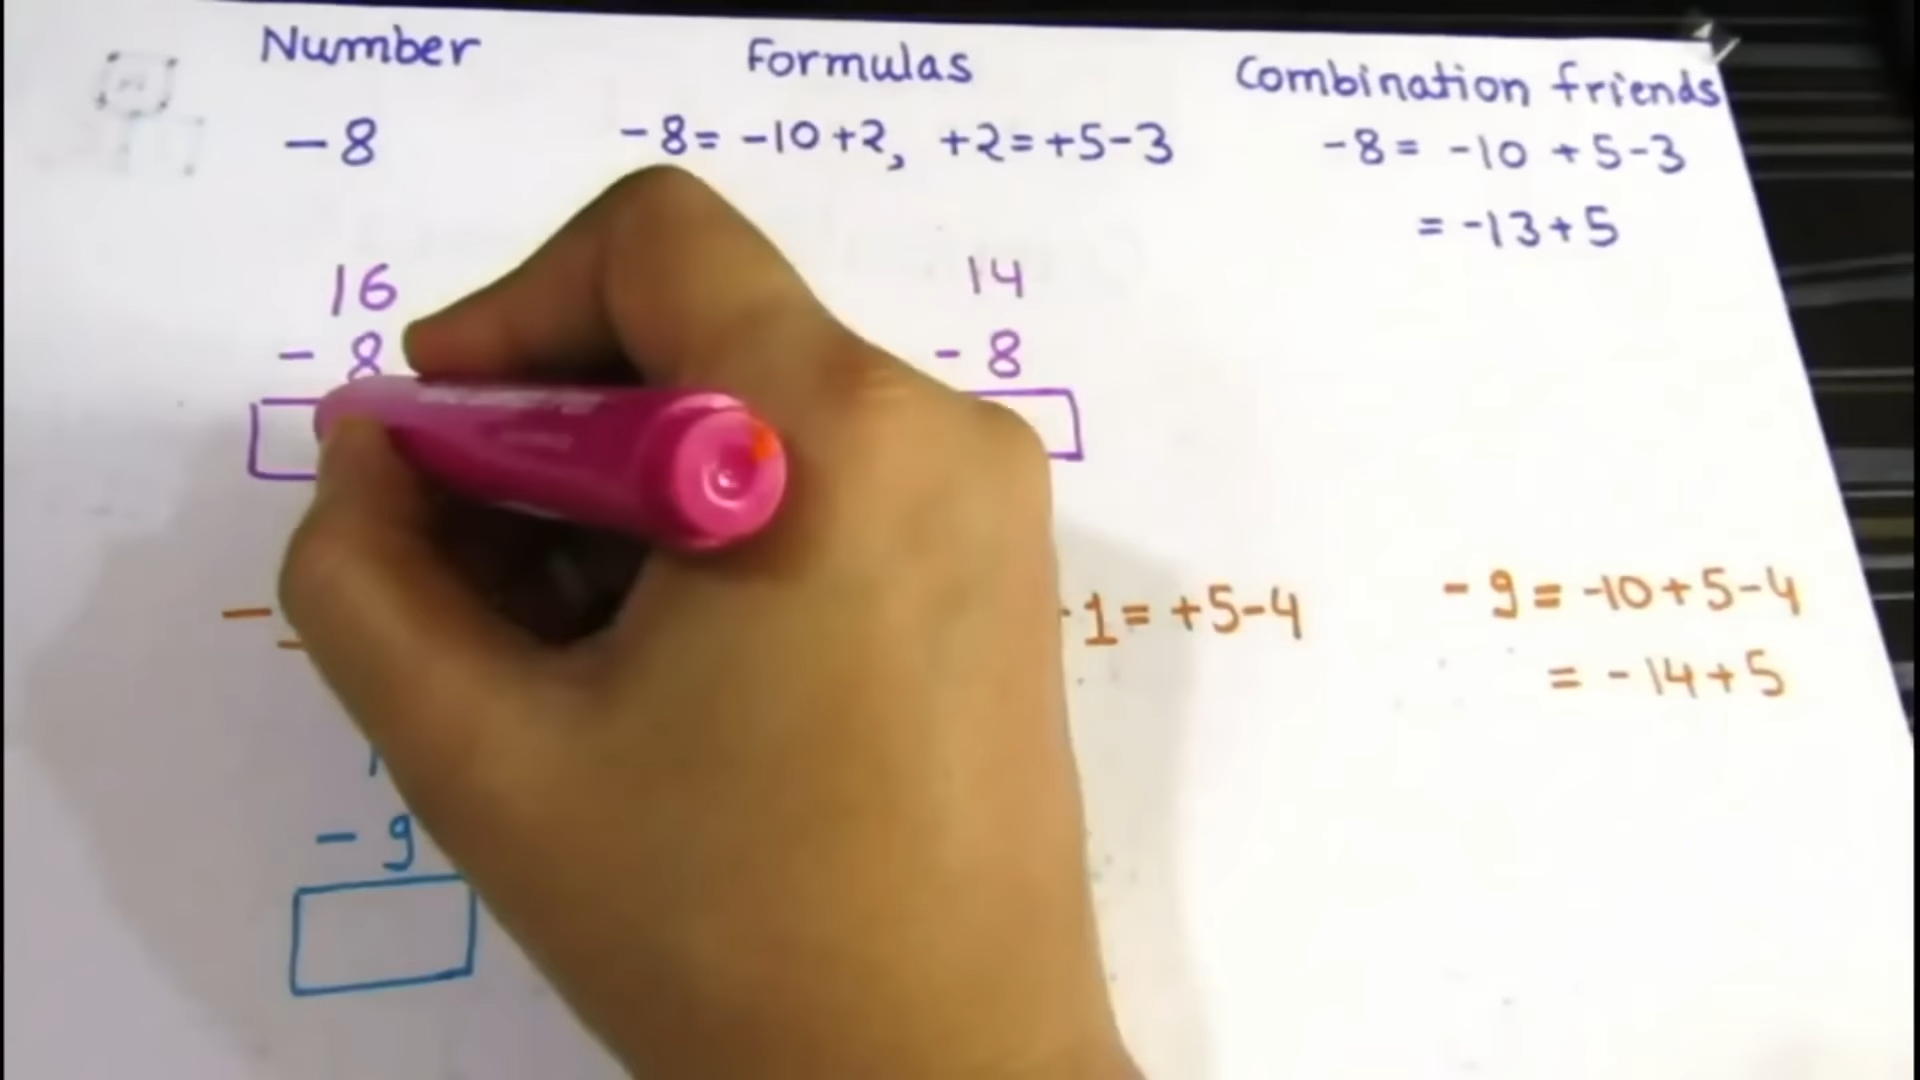 Number Formulas Combination friends
-8 -8= -10+2, +2=+5-3 -8= -10 +5-3
= -13+5
16 14
- 8 - 8
1= +5-4 - 9= -10+5-4
= -14+5
- 9